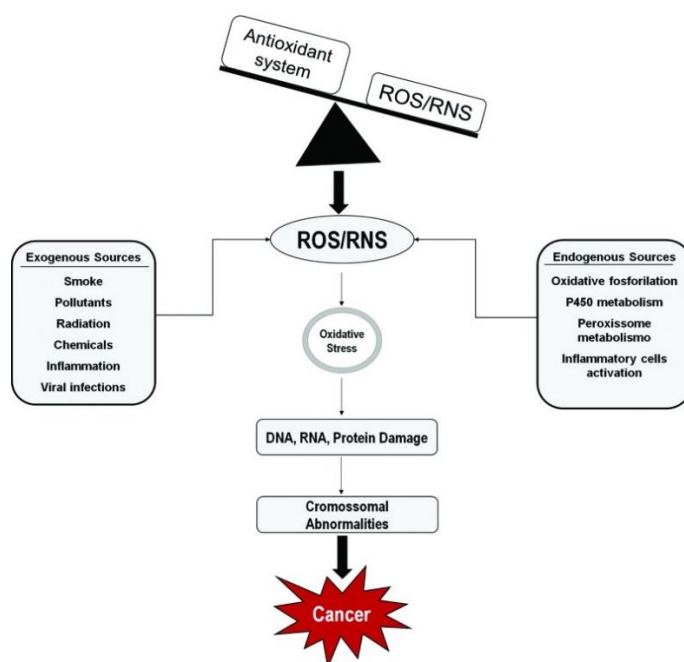 Antioxidant
system
ROS/RNS
ROS/RNS
Exogenous Sources
Smoke
Pollutants
Radiation
Chemicals
Inflammation
Viral infections
Endogenous Sources
Oxidative fosforilation
P450 metabolism
Peroxissome
metabolismo
Inflammatory cells
activation
Oxidative
Stress
DNA, RNA, Protein Damage
Cromossomal
Abnormalities
Cancer